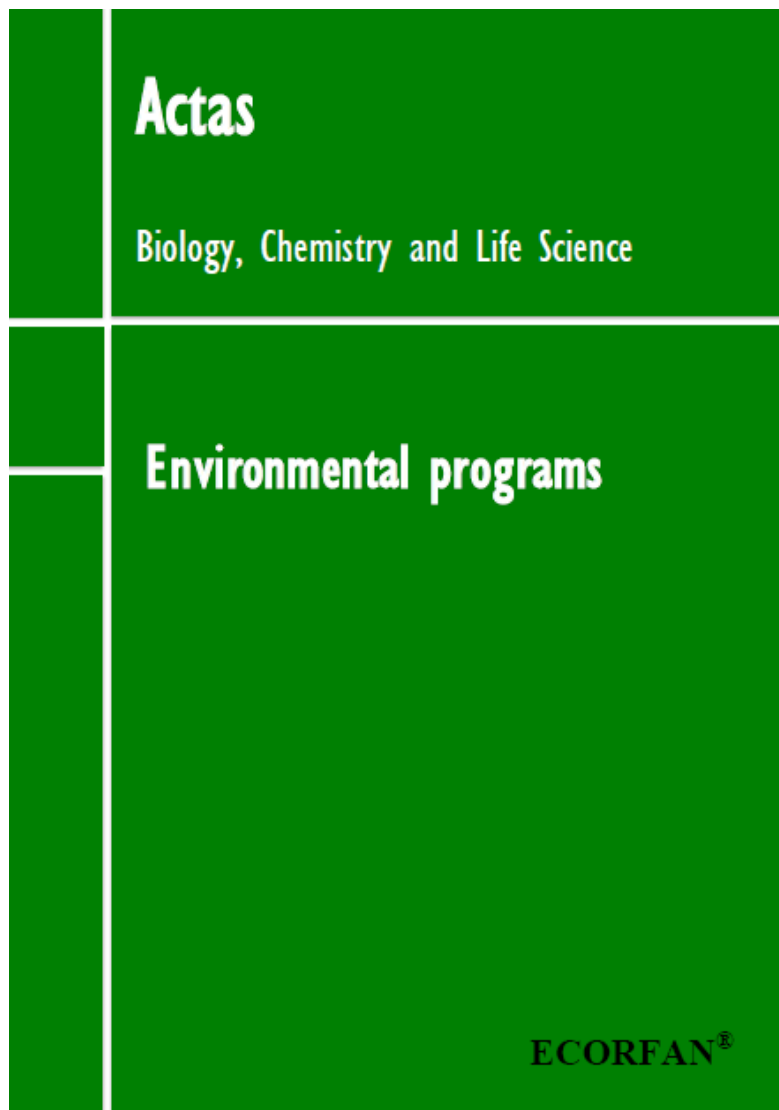 Actas
Biology, Chemistry and Life Science
Environmental programs
ECORFAN®